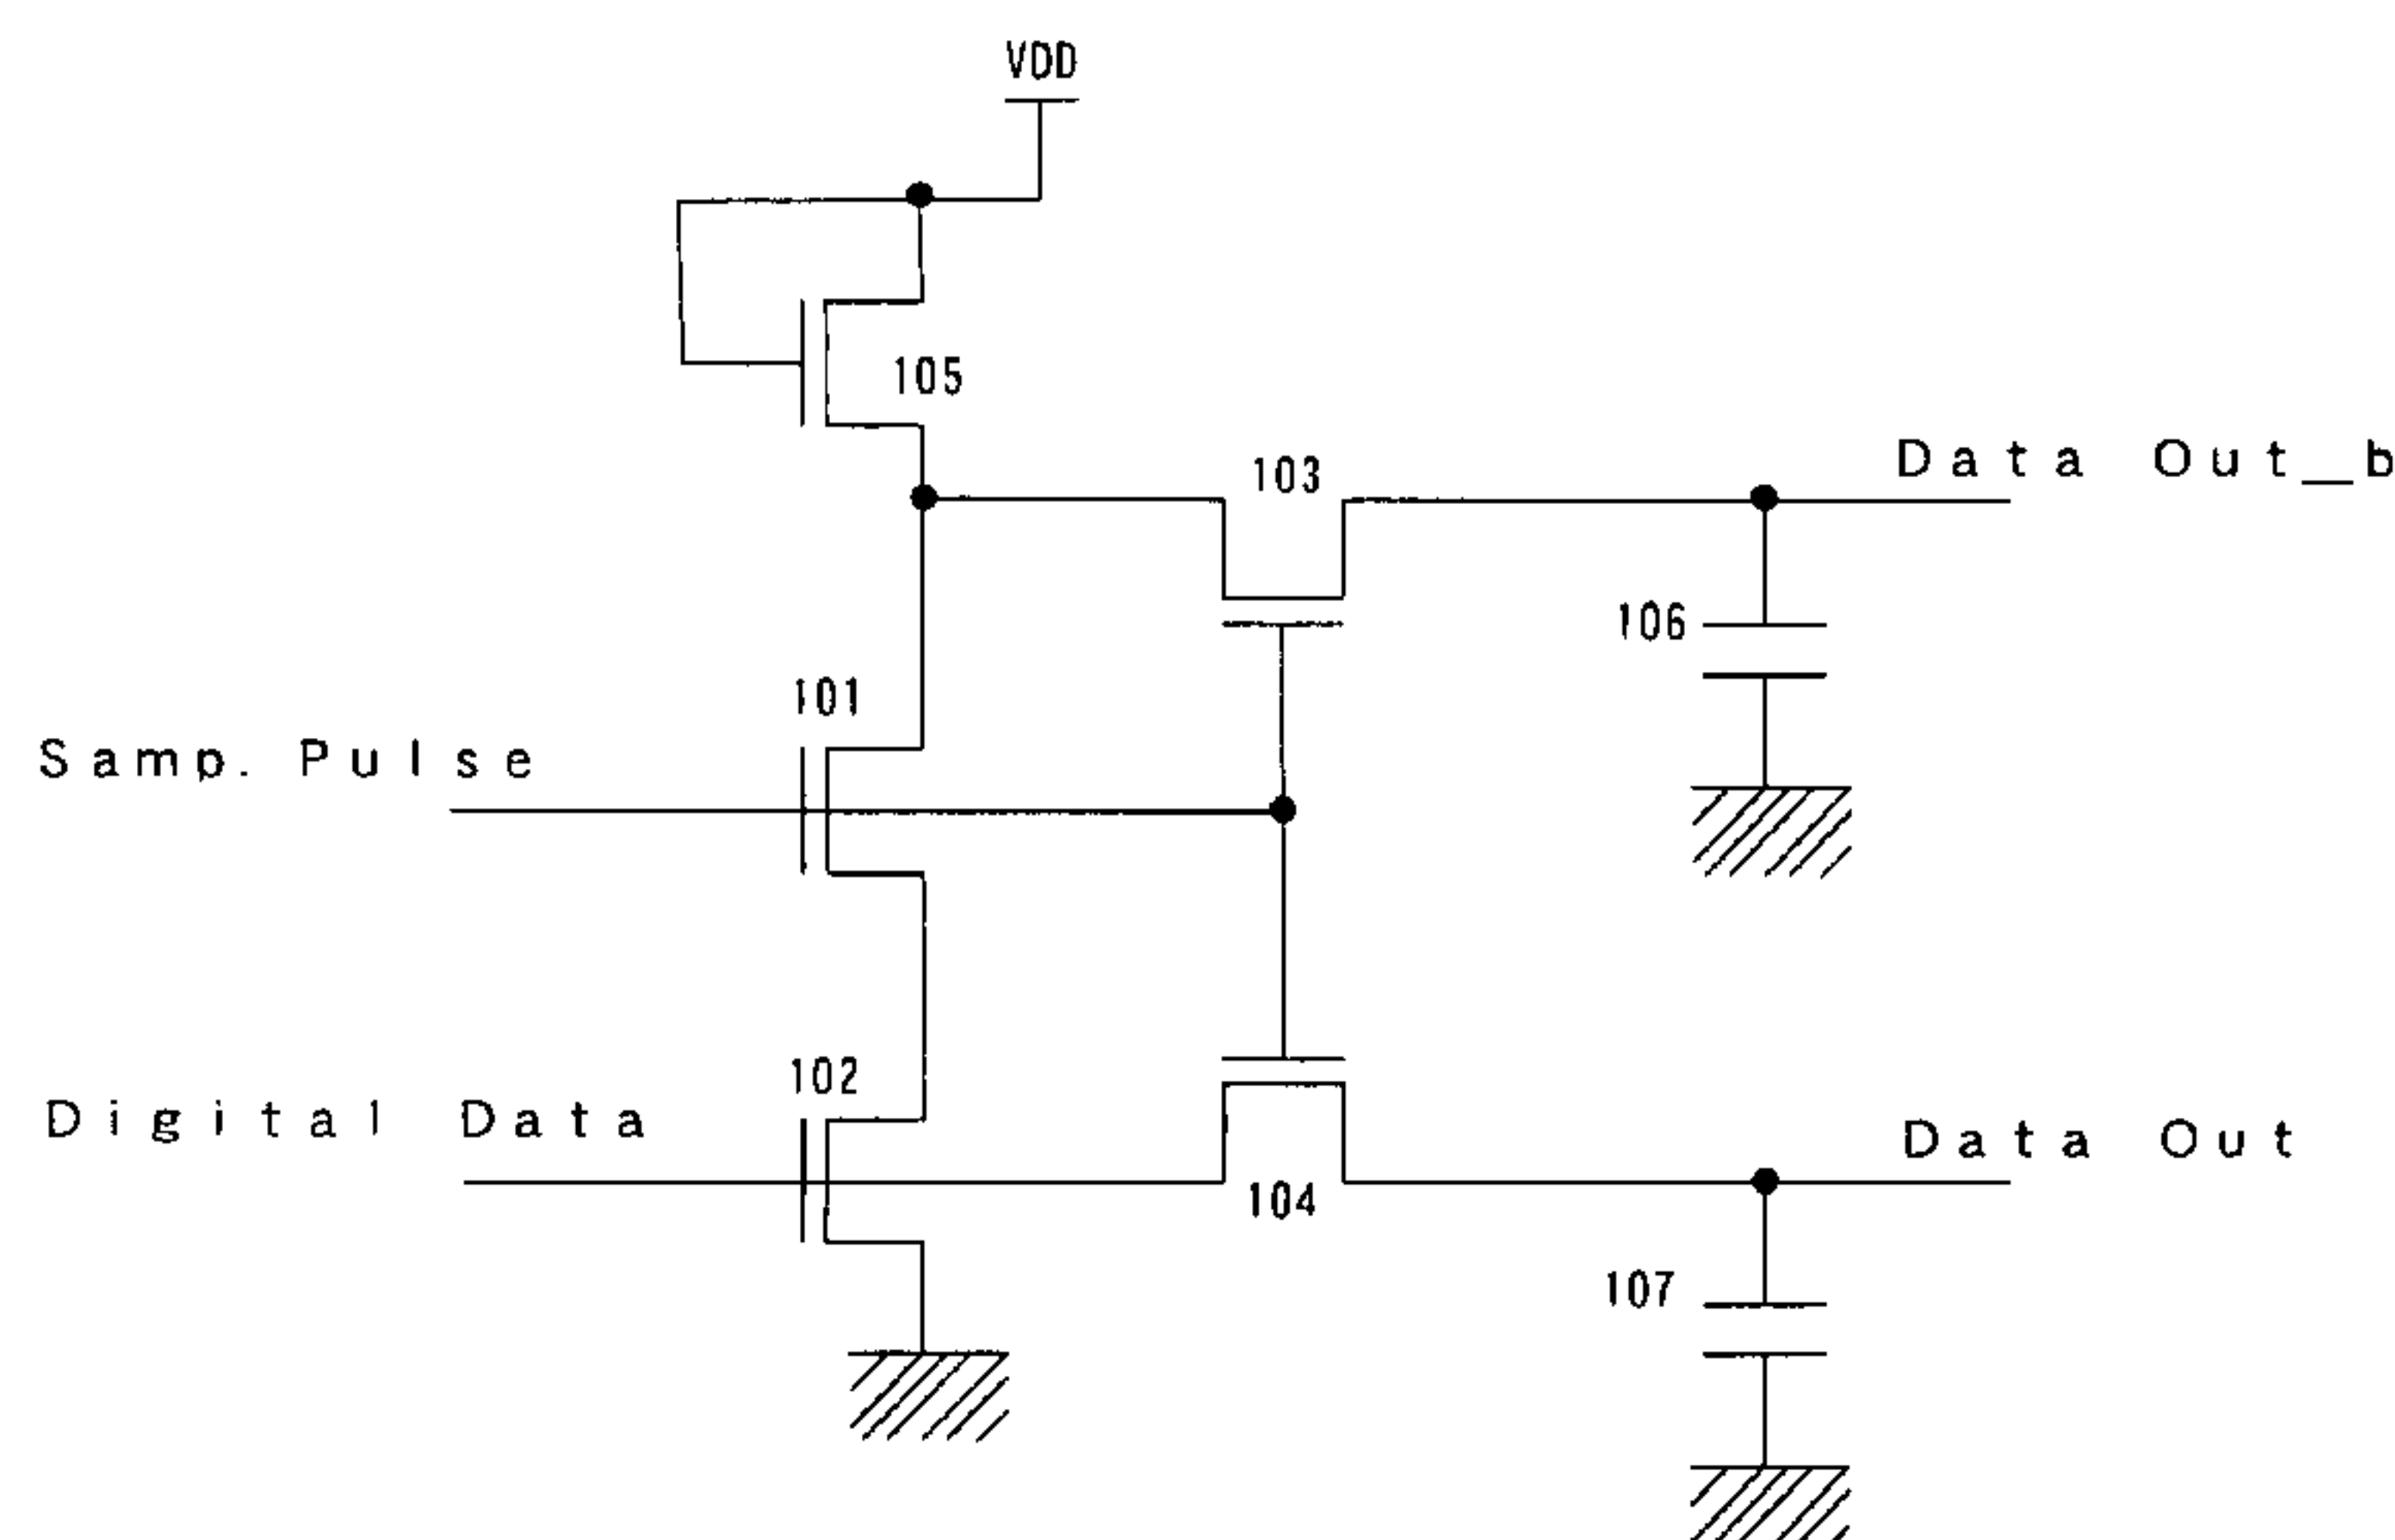 VDD
105
103
Data Out_b
106
101
Samp. Pulse
102
Digital Data
Data Out
104
107